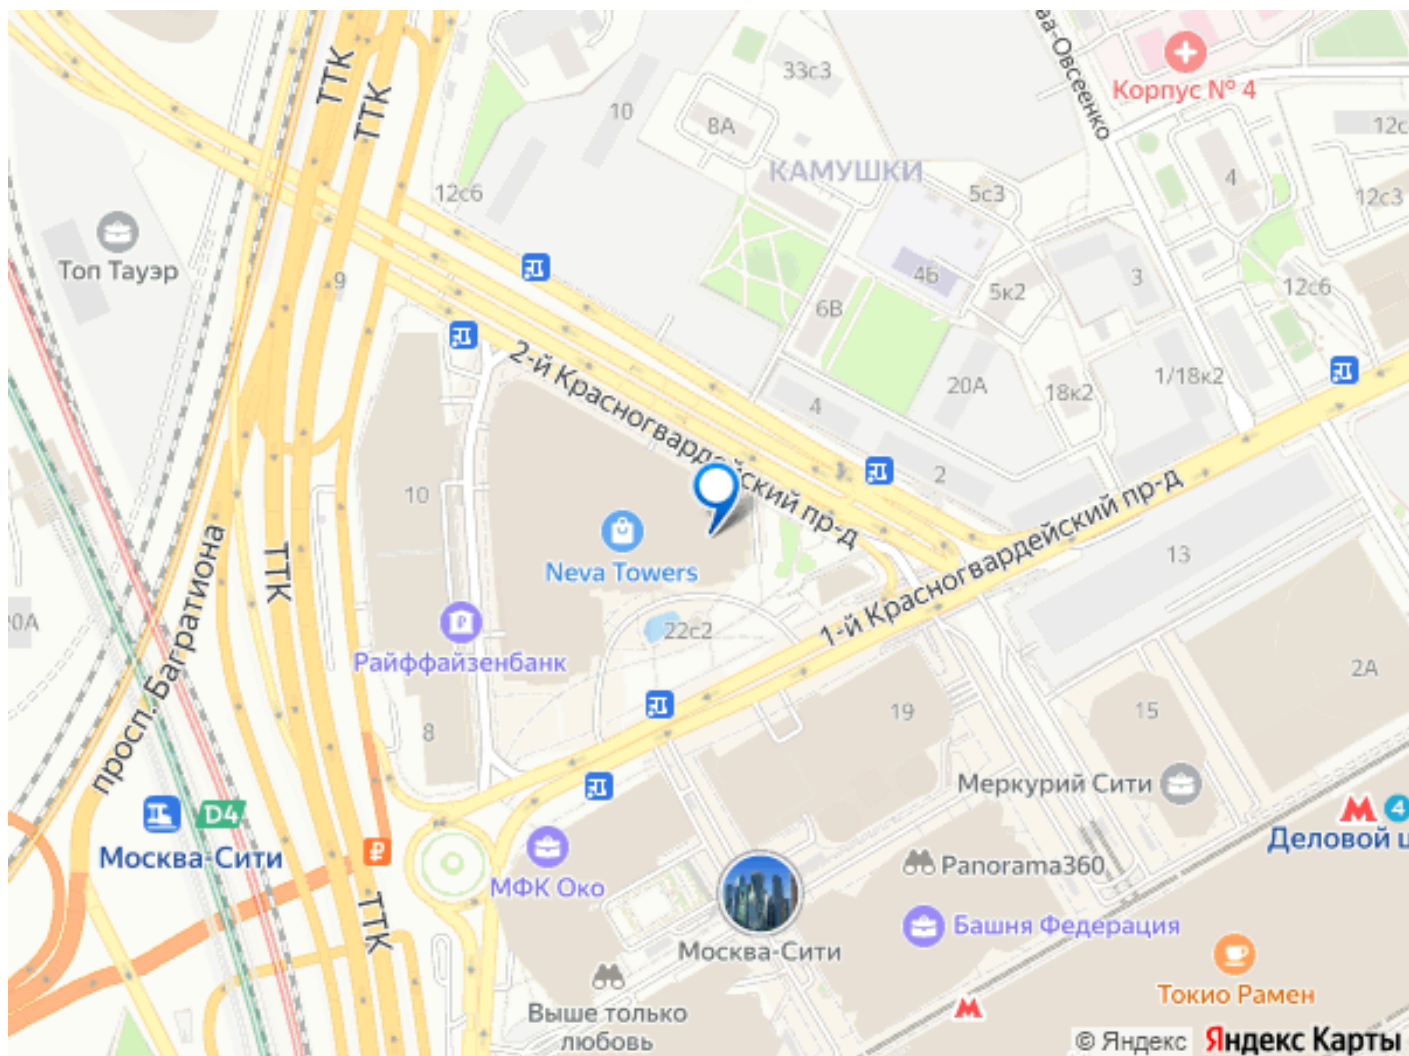 ТТК
ТТК
33с3
10
8А
КАМУШКИ
Корпус № 4
12с
4
12с3
5с3
12с6
Топ Тауэр
9
4Б
5к2
3
12с6
6В
2-й Красногвардейский пр-д
20А
18к2
1/18к2
4
2
10
1-й Красногвардейский пр-д
13
Neva Towers
ТТК
просп. Багратиона
22с2
Райффайзенбанк
2А
19
15
8
Меркурий Сити
D4
Москва-Сити
4
Деловой ц
МФК Око
Panorama360
Башня Федерация
ТТК
Москва-Сити
Токио Рамен
Выше только
любовь
© Яндекс Яндекс Карты